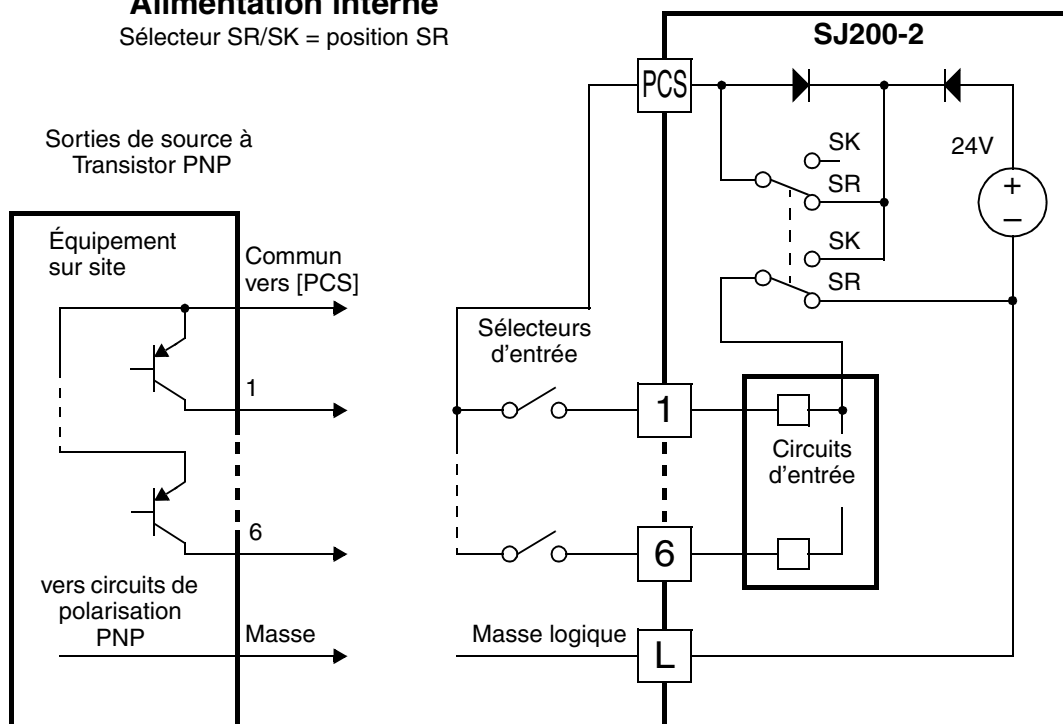 Alimentation interne
Sélecteur SR/SK = position SR
SJ200-2
PCS
Sorties de source à
Transistor PNP
SK
SR
24V
+
–
SK
SR
Équipement
sur site
Commun
vers [PCS]
Sélecteurs
d'entrée
1
1
Circuits
d'entrée
6
6
vers circuits de
polarisation
PNP
Masse
Masse logique
L